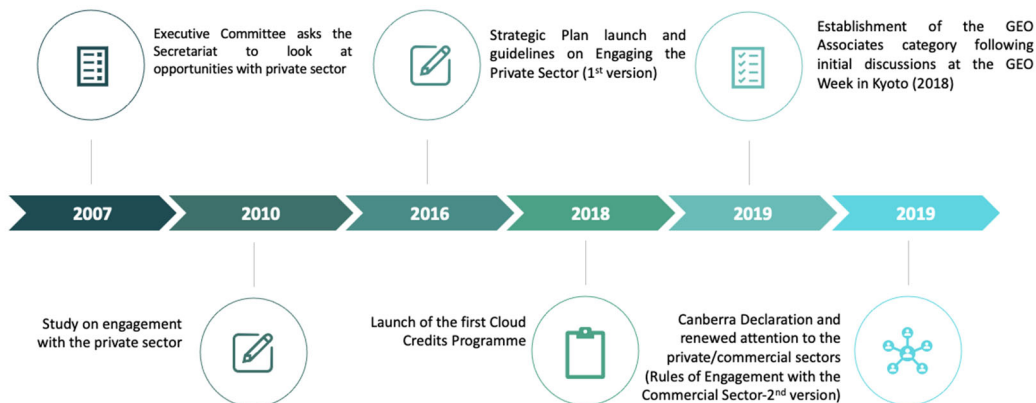 Executive Committee asks the
Secretariat to look at
opportunities with private sector
Strategic Plan launch and
guidelines on Engaging the
Private Sector (1st version)
Establishment of the GEO
Associates category following
initial discussions at the GEO
Week in Kyoto (2018)
2007
2010
2016
2018
2019
2019
Study on engagement
with the private sector
Launch of the first Cloud
Credits Programme
Canberra Declaration and
renewed attention to the
private/commercial sectors
(Rules of Engagement with the
Commercial Sector-2nd version)